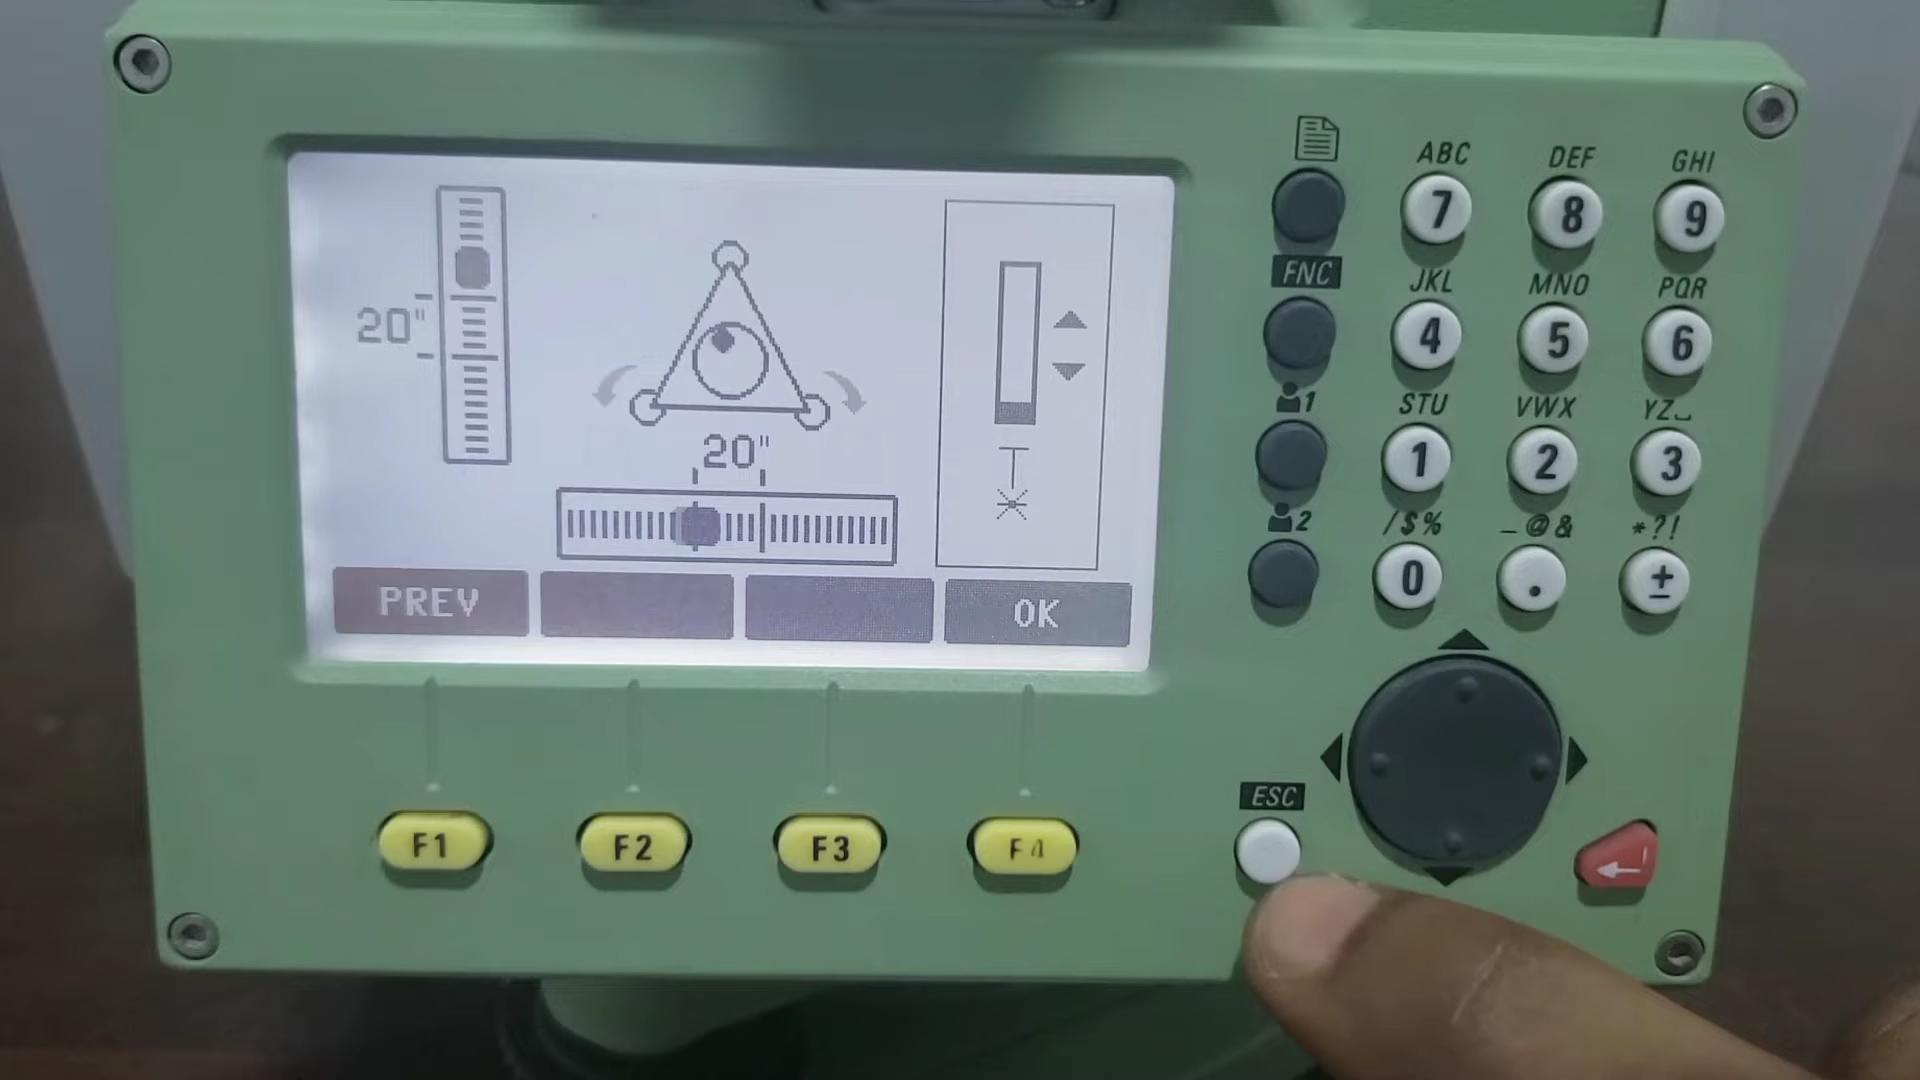 20"
20"
PREV OK
F1 F2 F3 F4
FNC
1
2
ABC DEF GHI
7 8 9
JKL MNO PQR
4 5 6
STU VWX YZ⎵
1 2 3
/$% _@& *?!
0 . ±
ESC